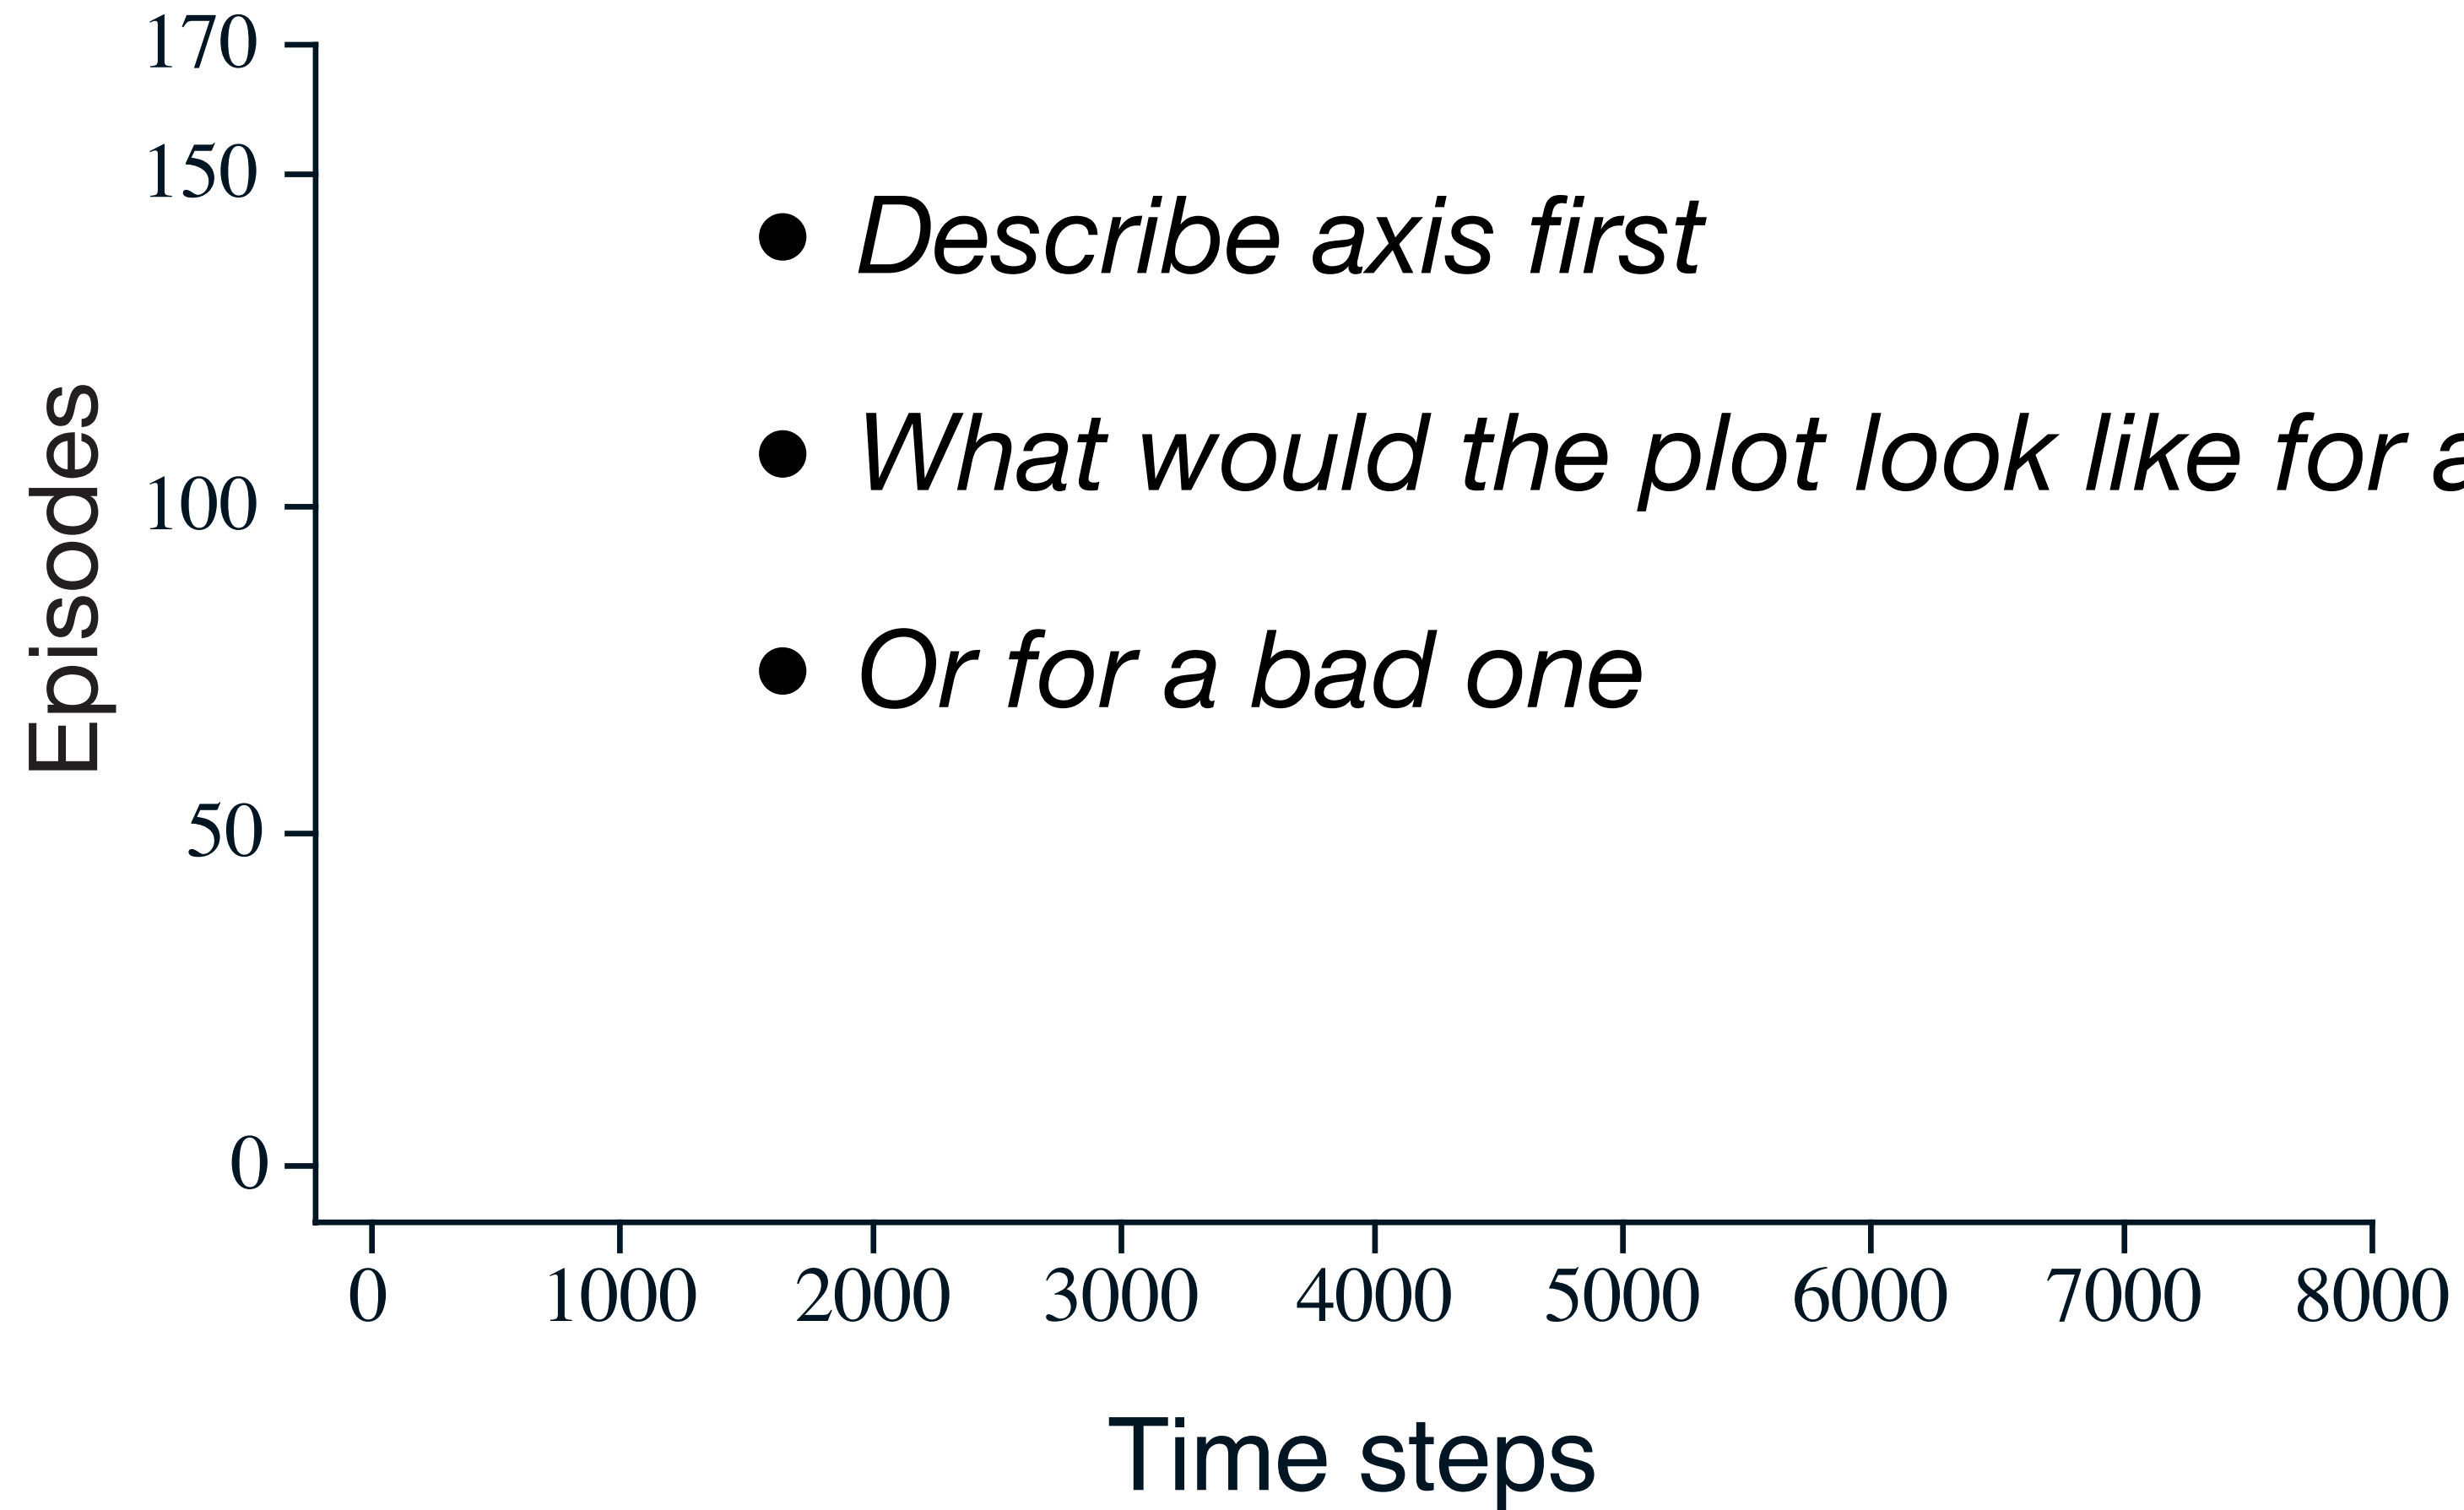 170
150
• Describe axis first
Episodes
• What would the plot look like for a
100
• Or for a bad one
50
0
0 1000 2000 3000 4000 5000 6000 7000 8000
Time steps